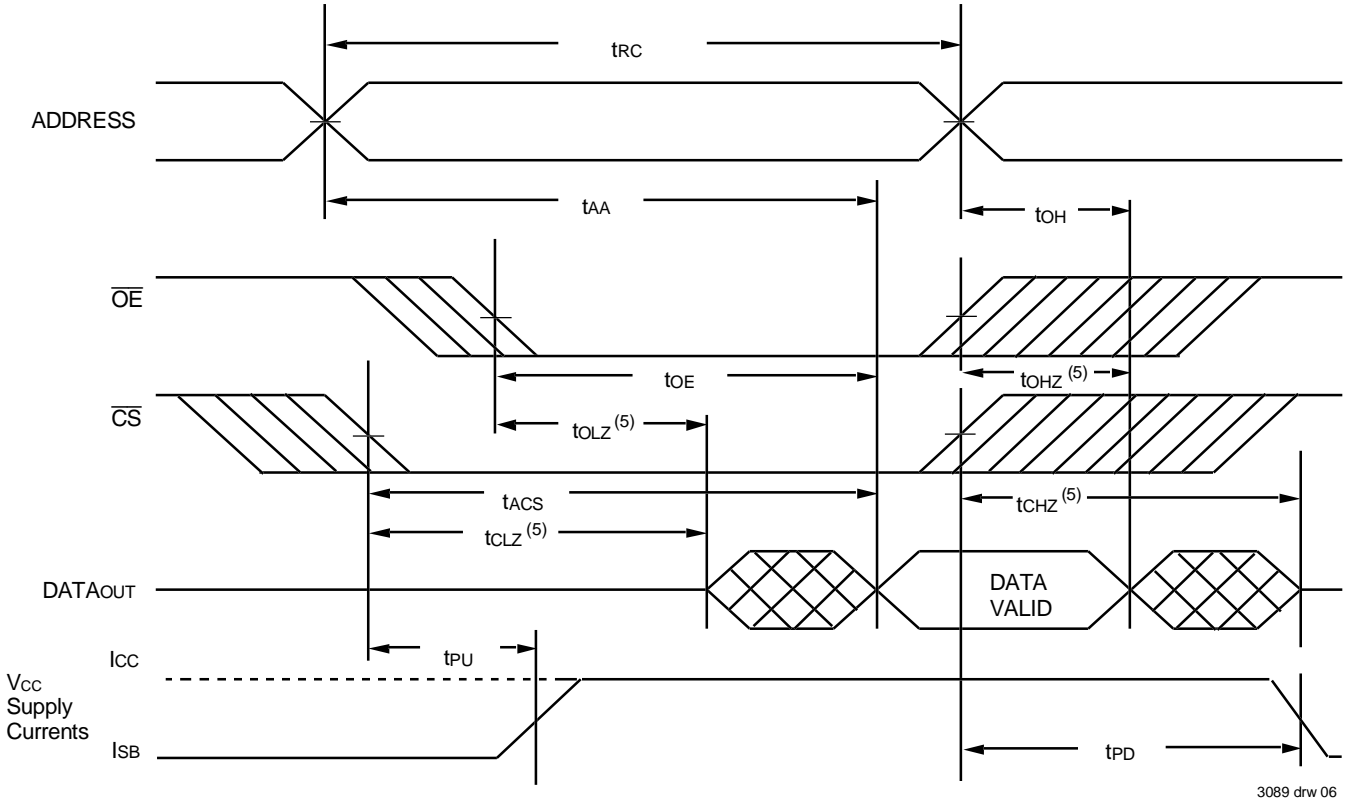 tRC
ADDRESS
tAA
tOH
OE
tOE
tOHZ (5)
CS
tOLZ (5)
tACS
tCHZ (5)
tCLZ (5)
DATAOUT
DATA
VALID
ICC
tPU
VCC
Supply
Currents
ISB
tPD
3089 drw 06